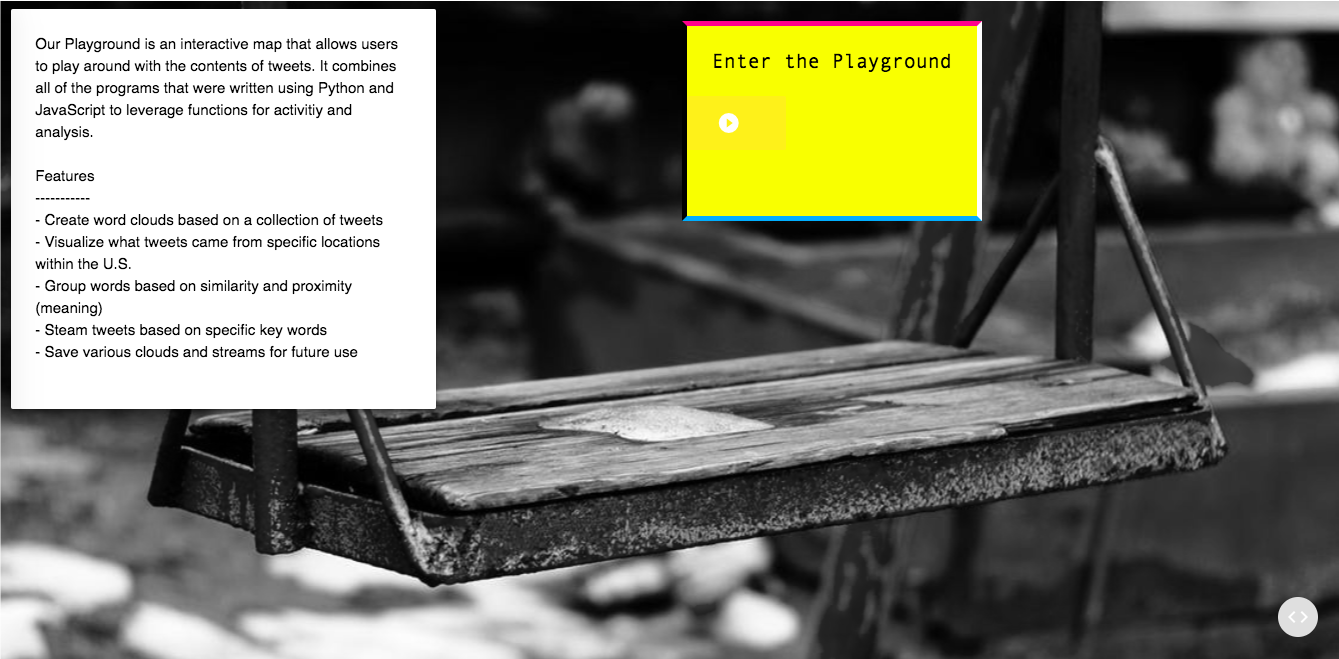 Our Playground is an interactive map that allows users
to play around with the contents of tweets. It combines
all of the programs that were written using Python and
JavaScript to leverage functions for activitiy and
analysis.
Features
-----------
- Create word clouds based on a collection of tweets
- Visualize what tweets came from specific locations
within the U.S.
- Group words based on similarity and proximity
(meaning)
- Steam tweets based on specific key words
- Save various clouds and streams for future use
Enter the Playground